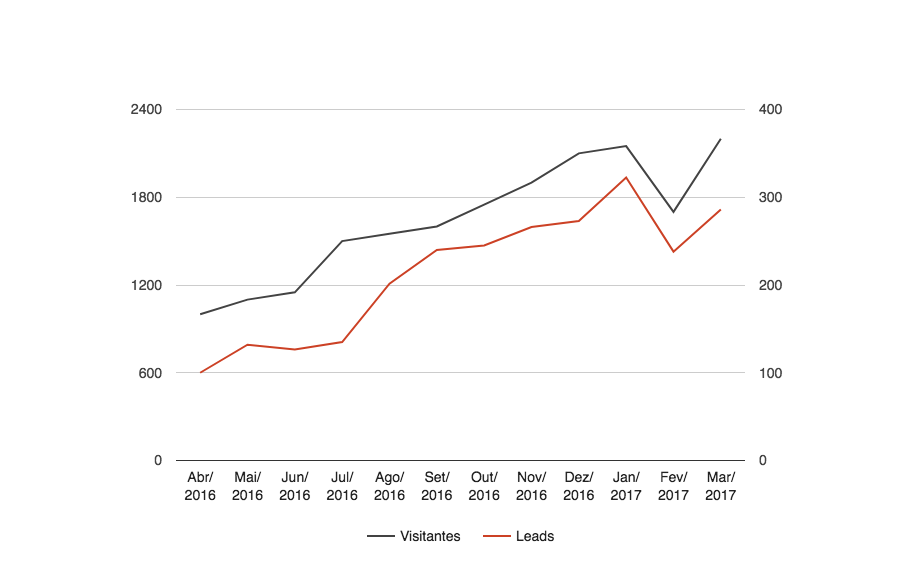 2400 400
1800 300
1200 200
600 100
0 0
Abr/ Mai/ Jun/ Jul/ Ago/ Set/ Out/ Nov/ Dez/ Jan/ Fev/ Mar/
2016 2016 2016 2016 2016 2016 2016 2016 2016 2017 2017 2017
Visitantes Leads